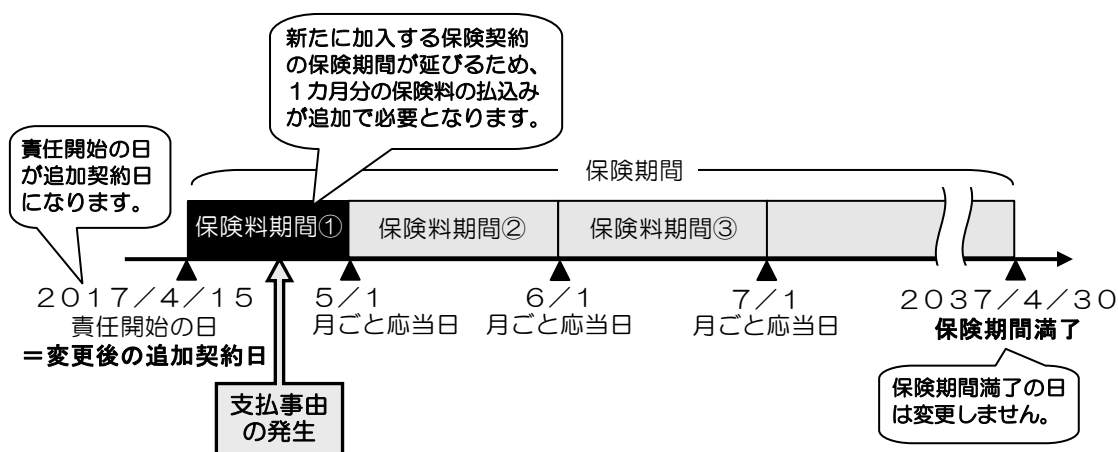 新たに加入する保険契約
の保険期間が延びるため、
1カ月分の保険料の払込み
が追加で必要となります。
責任開始の日
が追加契約日
になります。
保険期間
保険料期間①
保険料期間②
保険料期間③
2017/4/15
責任開始の日
=変更後の追加契約日
5/1
月ごと応当日
6/1
月ごと応当日
7/1
月ごと応当日
2037/4/30
保険期間満了
支払事由
の発生
保険期間満了の日
は変更しません。